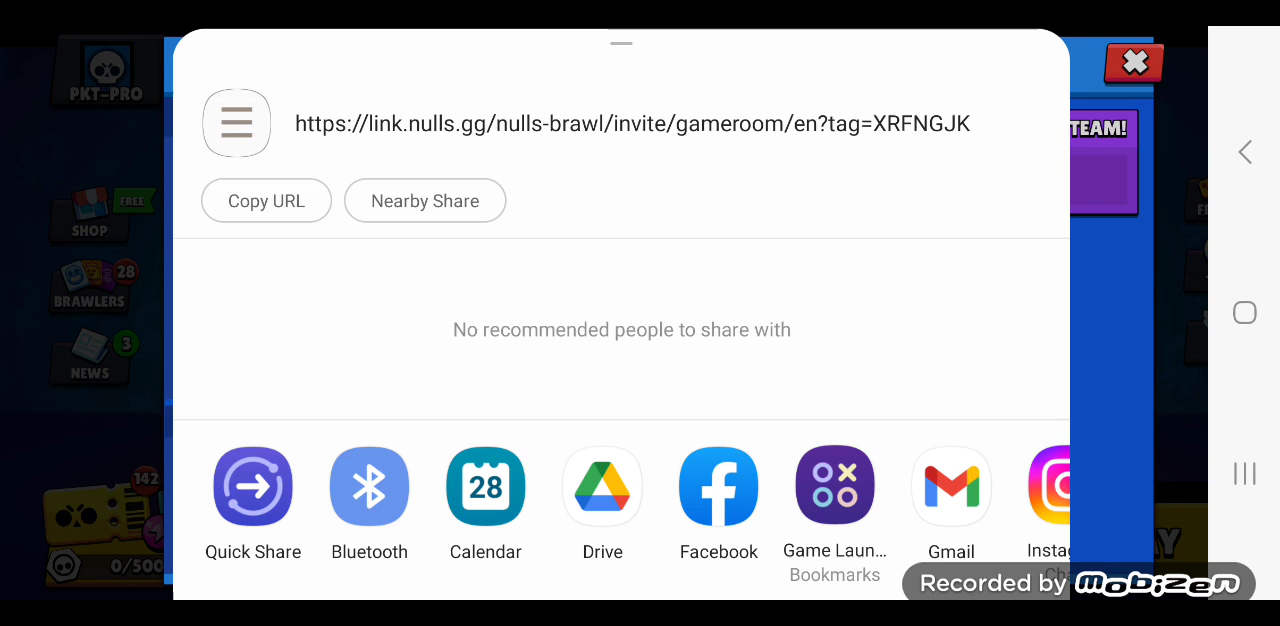 PKT-PRO
https://link.nulls.gg/nulls-brawl/invite/gameroom/en?tag=XRFNGJK
TEAM!
Copy URL
Nearby Share
FREE
SHOP
28
BRAWLERS
3
NEWS
No recommended people to share with
142
0/500
28
Quick Share
Bluetooth
Calendar
Drive
Facebook
Game Laun...
Bookmarks
Gmail
Insta
Recorded by mobizen